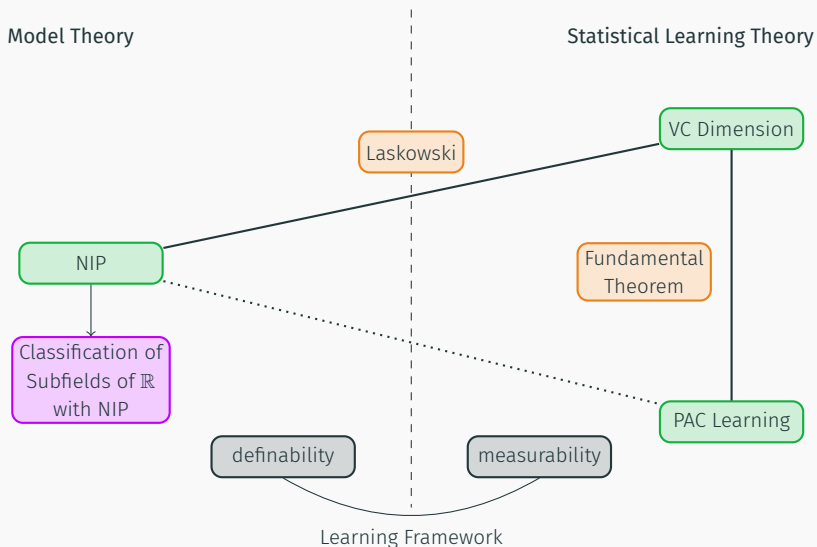 Model Theory
Statistical Learning Theory
VC Dimension
Laskowski
NIP
Fundamental
Theorem
Classification of
Subfields of ℝ
with NIP
PAC Learning
definability
measurability
Learning Framework